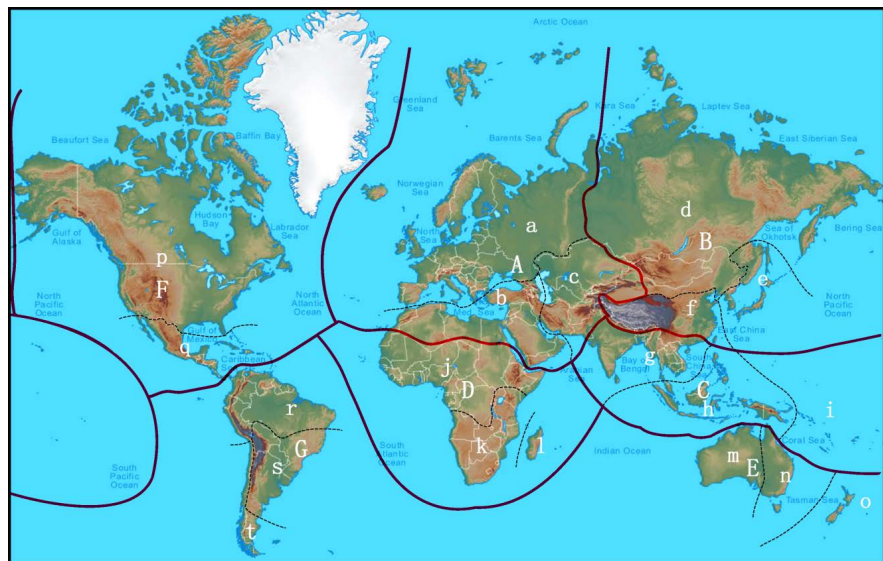 Arctic Ocean
Greenland
Sea
Kara Sea
Laptev Sea
Beaufort Sea
Baffin Bay
Barents Sea
East Siberian Sea
Norwegian
Sea
Hudson
Bay
Labrador
Sea
Gulf of
Alaska
North
Sea
Sea of
Okhotsk
Bering Sea
a
d
B
p
F
A
c
e
b
North
Pacific
Ocean
North
Atlantic
Ocean
Med. Sea
f
East China
Sea
North
Pacific
Ocean
Gulf of
Mexico
q
Caribbean
Sea
j
D
Arabian
Sea
Bay of
Bengal
g
South
China
Sea
C
h
i
r
G
s
t
k
l
South
Atlantic
Ocean
Indian Ocean
Coral Sea
m
E
n
South
Pacific
Ocean
Tasman Sea
o